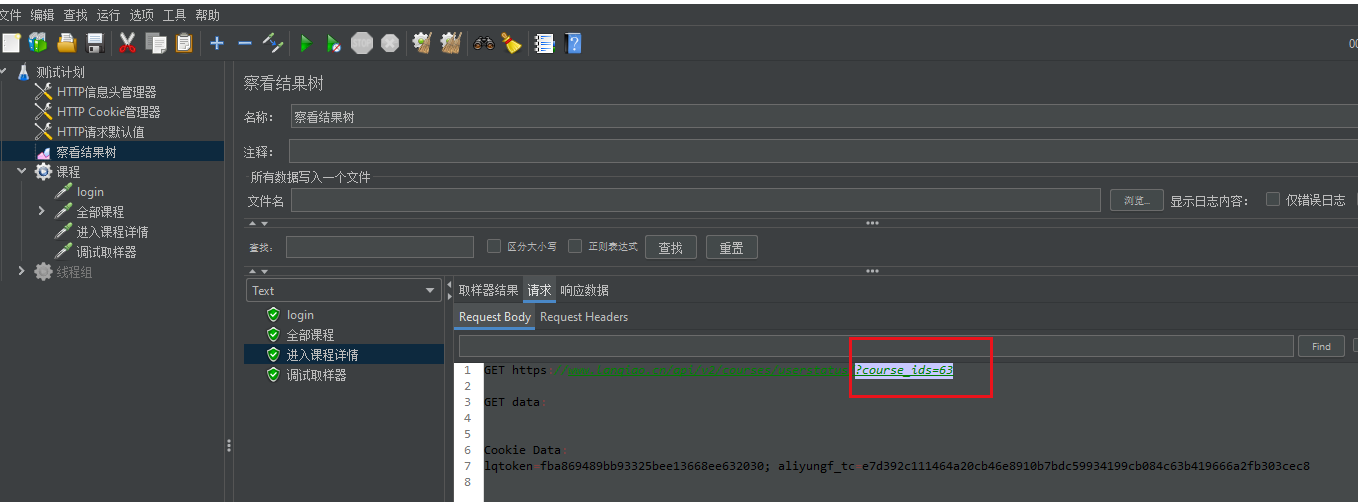 文件 编辑 查找 运行 选项 工具 帮助
STOP
?
00
测试计划
HTTP信息头管理器
HTTP Cookie管理器
HTTP请求默认值
察看结果树
课程
login
全部课程
进入课程详情
调试取样器
线程组
察看结果树
名称： 察看结果树
注释：
所有数据写入一个文件
文件名 浏览... 显示日志内容： 仅错误日志
查找: 区分大小写 正则表达式 查找 重置
Text
login
全部课程
进入课程详情
调试取样器
取样器结果 请求 响应数据
Request Body Request Headers
Find
1 GET https ?course_ids=63
2
3 GET data
4
5
6 Cookie Data
7 lqtoken fba869489bb93325bee13668ee632030; aliyungf_tc e7d392c111464a20cb46e8910b7bdc59934199cb084c63b419666a2fb303cec8
8